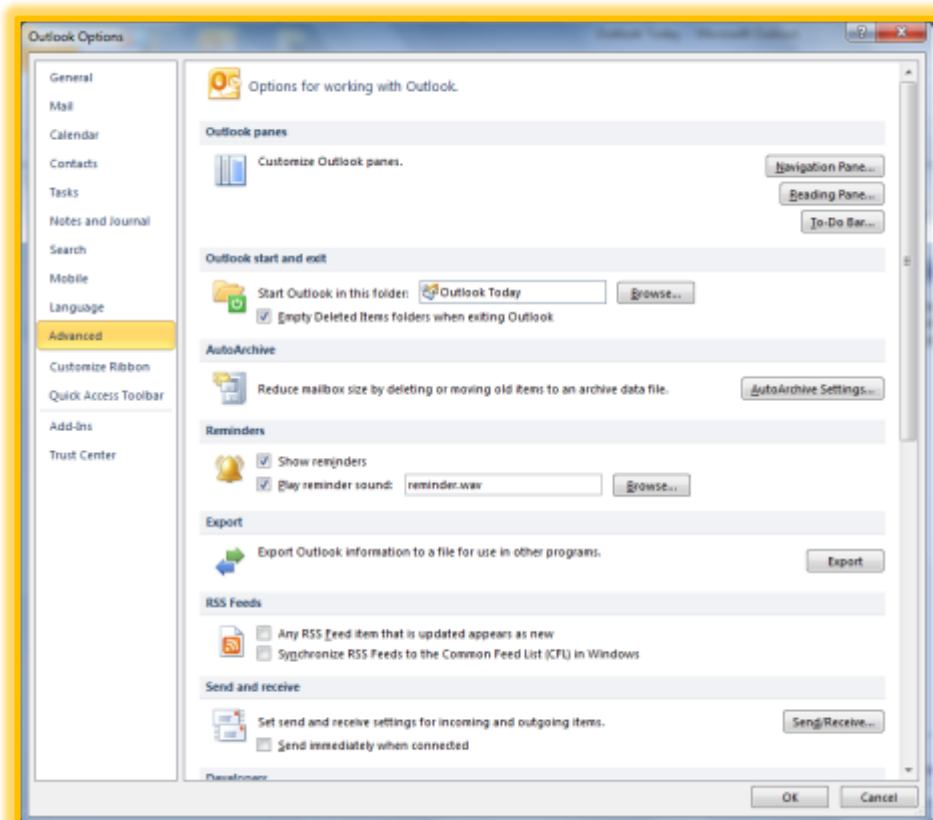 Outlook Options
General
Mail
Calendar
Contacts
Tasks
Notes and Journal
Search
Mobile
Language
Advanced
Customize Ribbon
Quick Access Toolbar
Add-Ins
Trust Center
Options for working with Outlook.
Outlook panes
Customize Outlook panes.
Navigation Pane...
Reading Pane...
To-Do Bar...
Outlook start and exit
Start Outlook in this folder: Outlook Today Browse...
Empty Deleted Items folders when exiting Outlook
AutoArchive
Reduce mailbox size by deleting or moving old items to an archive data file. AutoArchive Settings...
Reminders
Show reminders
Play reminder sound: reminder.wav Browse...
Export
Export Outlook information to a file for use in other programs. Export
RSS Feeds
Any RSS Feed item that is updated appears as new
Synchronize RSS Feeds to the Common Feed List (CFL) in Windows
Send and receive
Set send and receive settings for incoming and outgoing items. Send/Receive...
Send immediately when connected
Developers
OK Cancel